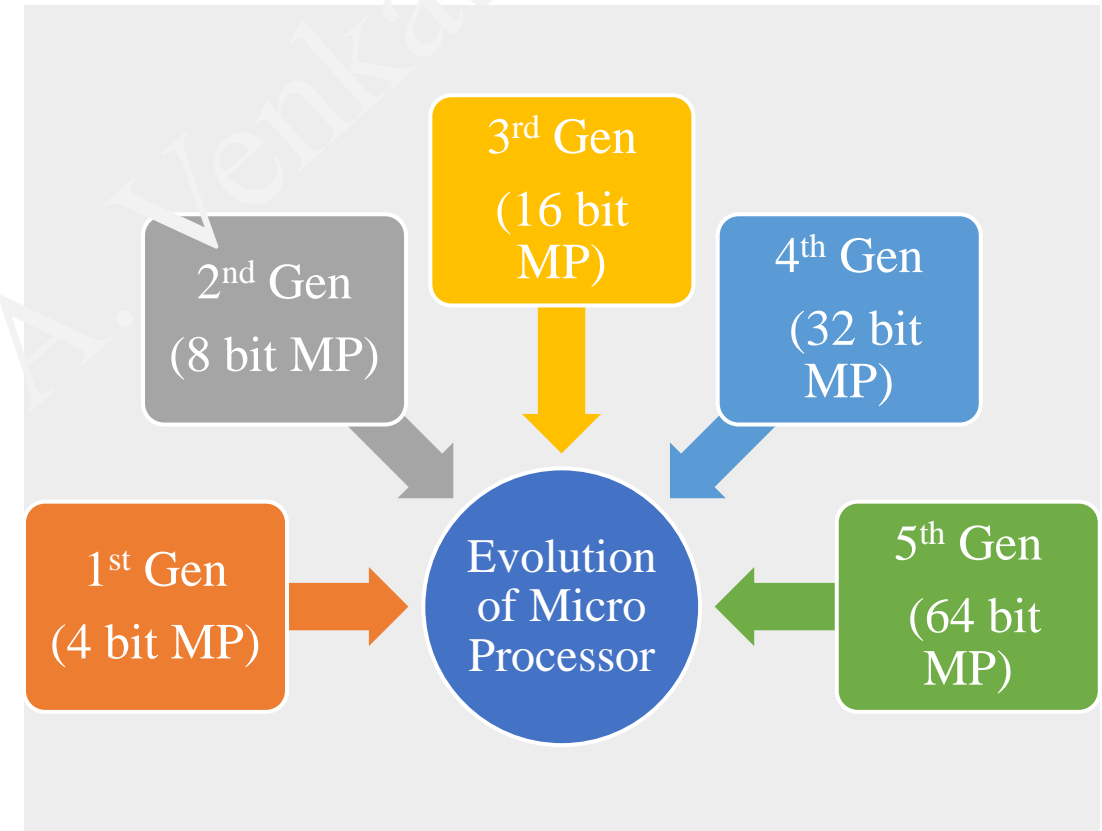 3rd Gen
(16 bit
MP)
2nd Gen
(8 bit MP)
4th Gen
(32 bit
MP)
1st Gen
(4 bit MP)
Evolution
of Micro
Processor
5th Gen
(64 bit
MP)
A.